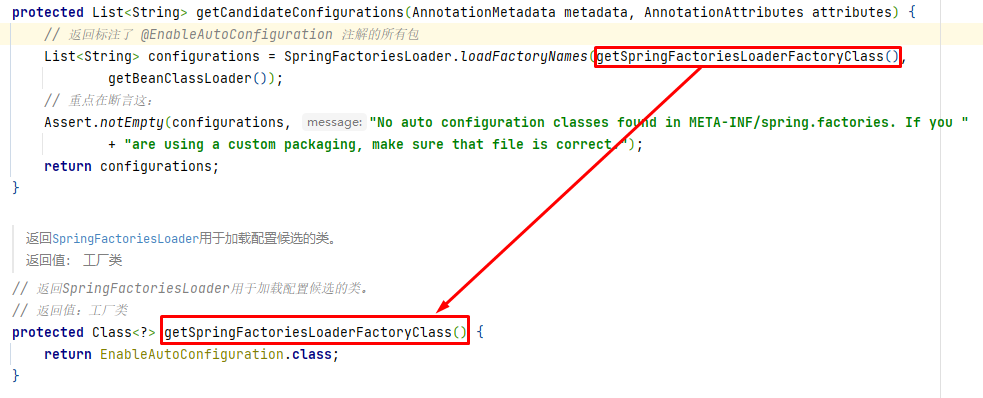 protected List<String> getCandidateConfigurations(AnnotationMetadata metadata, AnnotationAttributes attributes) {
// 返回标注了 @EnableAutoConfiguration 注解的所有包
List<String> configurations = SpringFactoriesLoader.loadFactoryNames(getSpringFactoriesLoaderFactoryClass(),
getBeanClassLoader());
// 重点在断言这：
Assert.notEmpty(configurations, message: "No auto configuration classes found in META-INF/spring.factories. If you "
+ "are using a custom packaging, make sure that file is correct.");
return configurations;
}
返回SpringFactoriesLoader用于加载配置候选的类。
返回值： 工厂类
// 返回SpringFactoriesLoader用于加载配置候选的类。
// 返回值：工厂类
protected Class<?> getSpringFactoriesLoaderFactoryClass() {
return EnableAutoConfiguration.class;
}